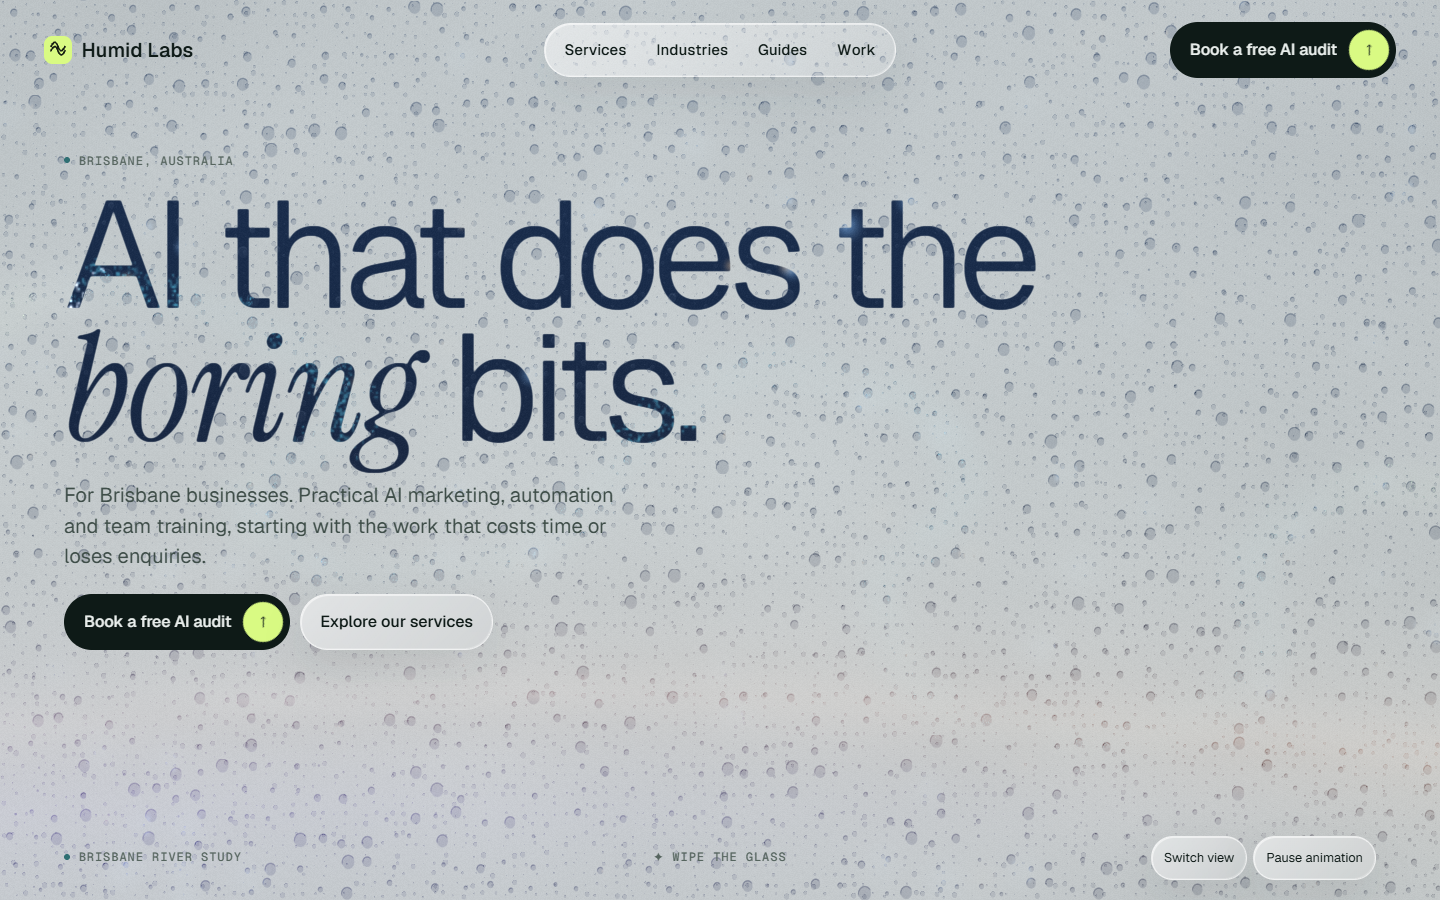 Humid Labs
Services
Industries
Guides
Work
Book a free AI audit
BRISBANE, AUSTRALIA
AI that does the
boring bits.
For Brisbane businesses. Practical AI marketing, automation
and team training, starting with the work that costs time or
loses enquiries.
Book a free AI audit
Explore our services
BRISBANE RIVER STUDY
WIPE THE GLASS
Switch view
Pause animation